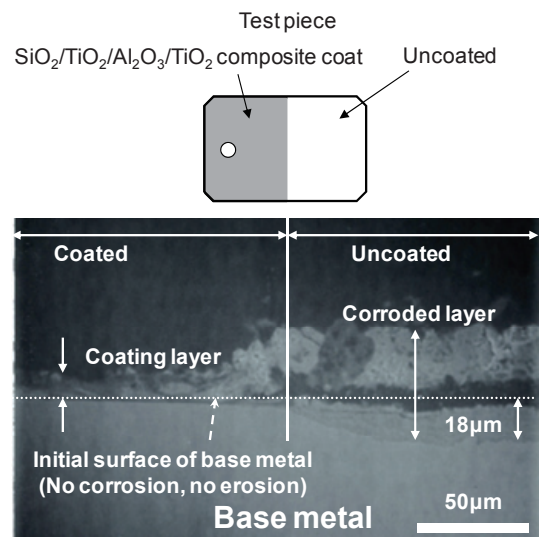 Test piece
SiO₂/TiO₂/Al₂O₃/TiO₂ composite coat
Uncoated
Coated
Uncoated
Corroded layer
Coating layer
18μm
Initial surface of base metal
(No corrosion, no erosion)
Base metal
50μm